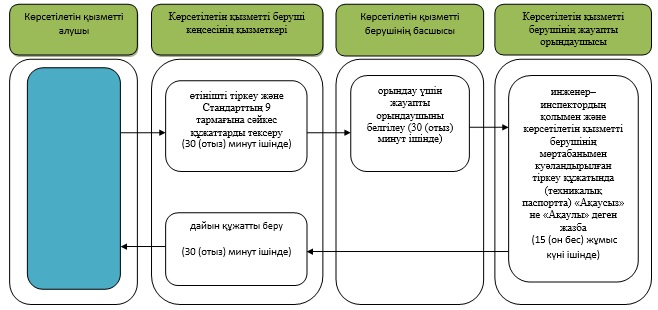 Көрсетілетін қызметті
алушы
Көрсетілетін қызметті беруші
кеңсесінің қызметкері
Көрсетілетін қызметті
берушінің басшысы
Көрсетілетін қызметті
берушінің жауапты
орындаушысы
өтінішті тіркеу және
Стандарттың 9
тармағына сәйкес
құжаттарды тексеру
(30 (отыз) минут ішінде)
орындау үшін
жауапты
орындаушыны
белгілеу (30 (отыз)
минут ішінде)
инженер–
инспектордың
қолымен және
көрсетілетін қызметті
берушінің
мөртабанымен
куәландырылған
тіркеу құжатында
(техникалық
паспортта) «Ақаусыз»
не «Ақаулы» деген
жазба
(15 (он бес) жұмыс
күні ішінде)
дайын құжатты беру
(30 (отыз) минут ішінде)